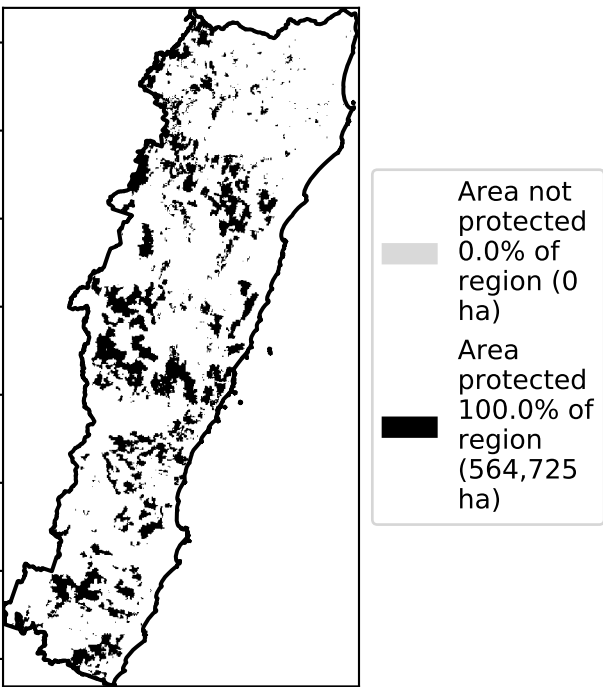 Area not
protected
0.0% of
region (0
ha)
Area
protected
100.0% of
region
(564,725
ha)